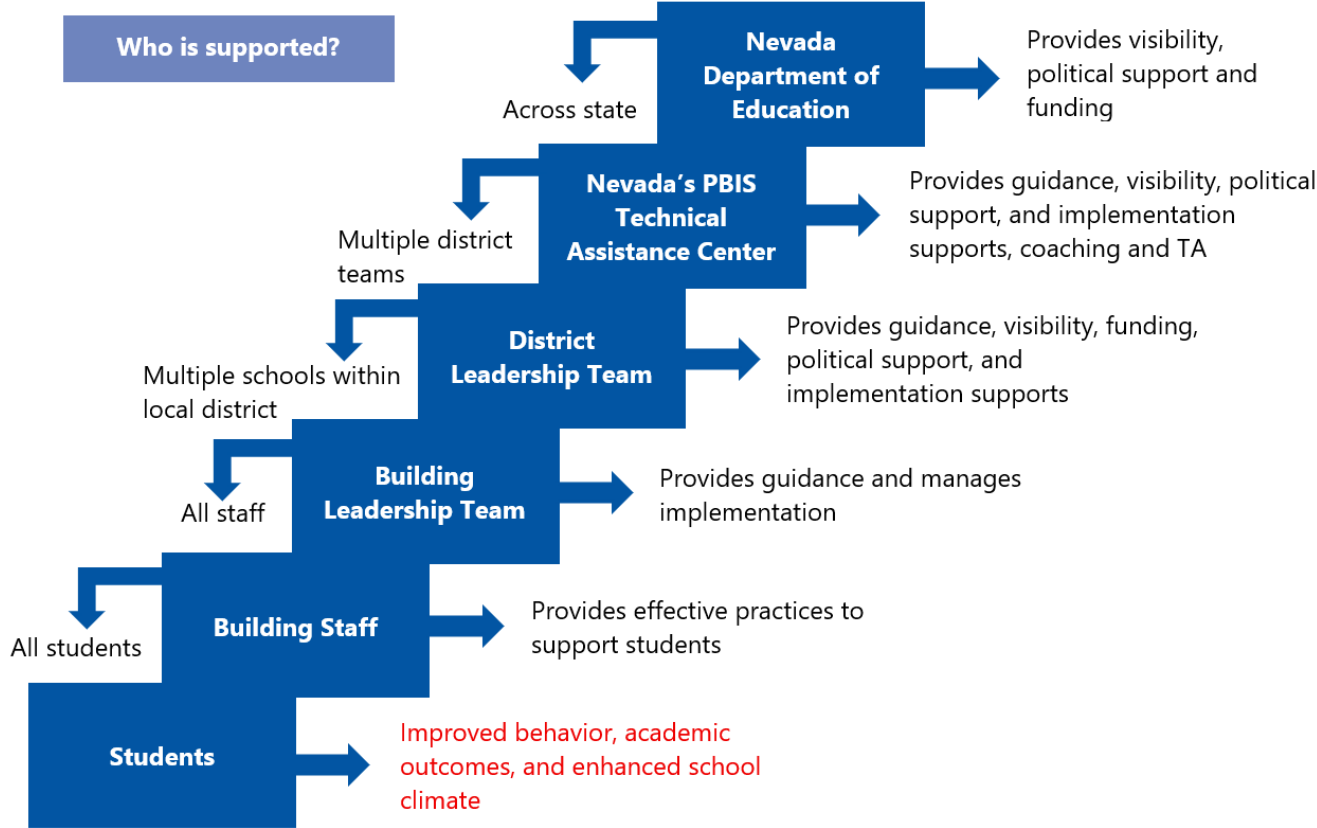 Who is supported?
Nevada
Department of
Education
Provides visibility,
political support and
funding
Across state
Nevada's PBIS
Technical
Assistance Center
Provides guidance, visibility, political
support, and implementation
supports, coaching and TA
Multiple district
teams
District
Leadership Team
Provides guidance, visibility, funding,
political support, and
implementation supports
Multiple schools within
local district
Building
Leadership Team
Provides guidance and manages
implementation
All staff
Building Staff
Provides effective practices to
support students
All students
Students
Improved behavior, academic
outcomes, and enhanced school
climate